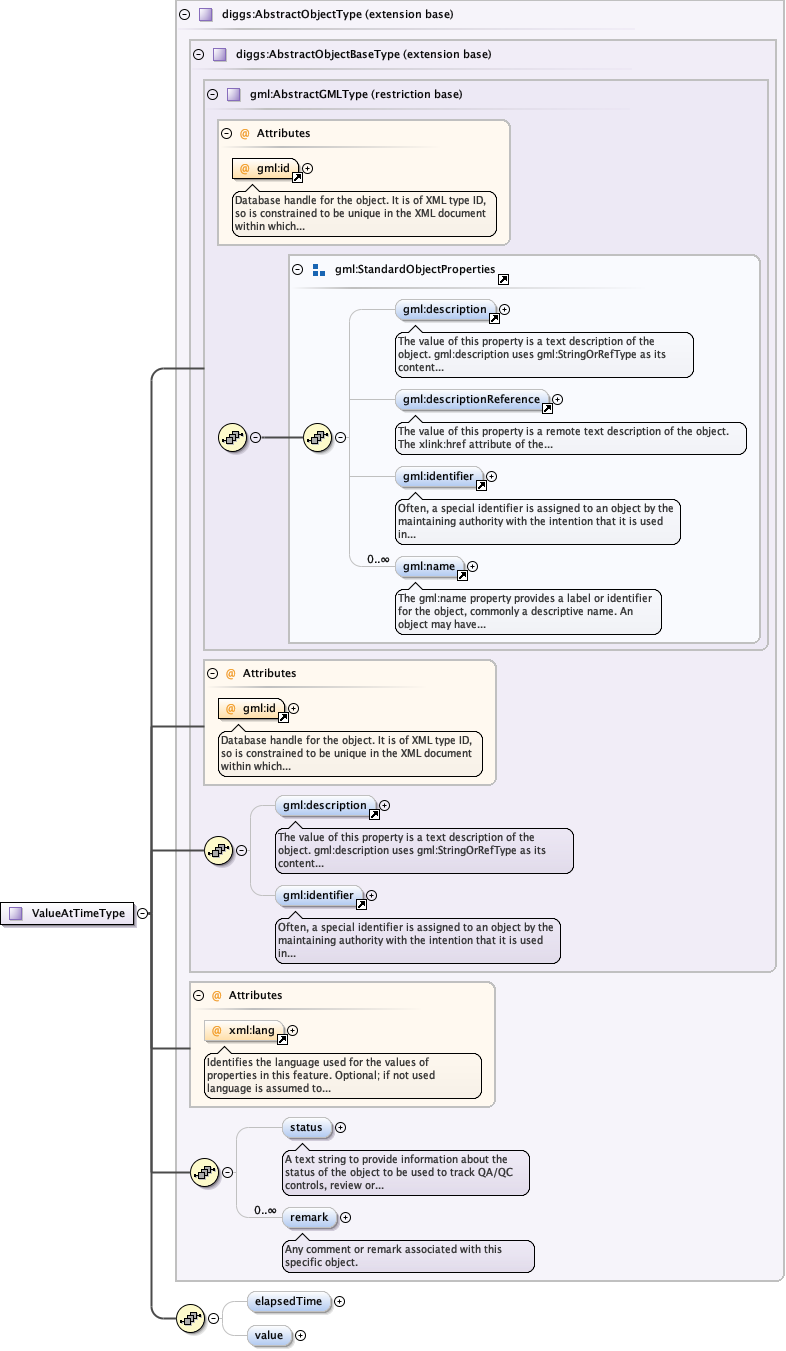 diggs:AbstractObjectType (extension base)
diggs:AbstractObjectBaseType (extension base)
gml:AbstractGMLType (restriction base)
@ Attributes
@ gml:id
Database handle for the object. It is of XML type ID,
so is constrained to be unique in the XML document
within which...
gml:StandardObjectProperties
gml:description
The value of this property is a text description of the
object. gml:description uses gml:StringOrRefType as its
content...
gml:descriptionReference
The value of this property is a remote text description of the object.
The xlink:href attribute of the...
gml:identifier
Often, a special identifier is assigned to an object by the
maintaining authority with the intention that it is used
in...
0..∞
gml:name
The gml:name property provides a label or identifier
for the object, commonly a descriptive name. An
object may have...
@ Attributes
@ gml:id
Database handle for the object. It is of XML type ID,
so is constrained to be unique in the XML document
within which...
gml:description
The value of this property is a text description of the
object. gml:description uses gml:StringOrRefType as its
content...
gml:identifier
Often, a special identifier is assigned to an object by the
maintaining authority with the intention that it is used
in...
ValueAtTimeType
@ Attributes
@ xml:lang
Identifies the language used for the values of
properties in this feature. Optional; if not used
language is assumed to...
status
A text string to provide information about the
status of the object to be used to track QA/QC
controls, review or...
0..∞
remark
Any comment or remark associated with this
specific object.
elapsedTime
value